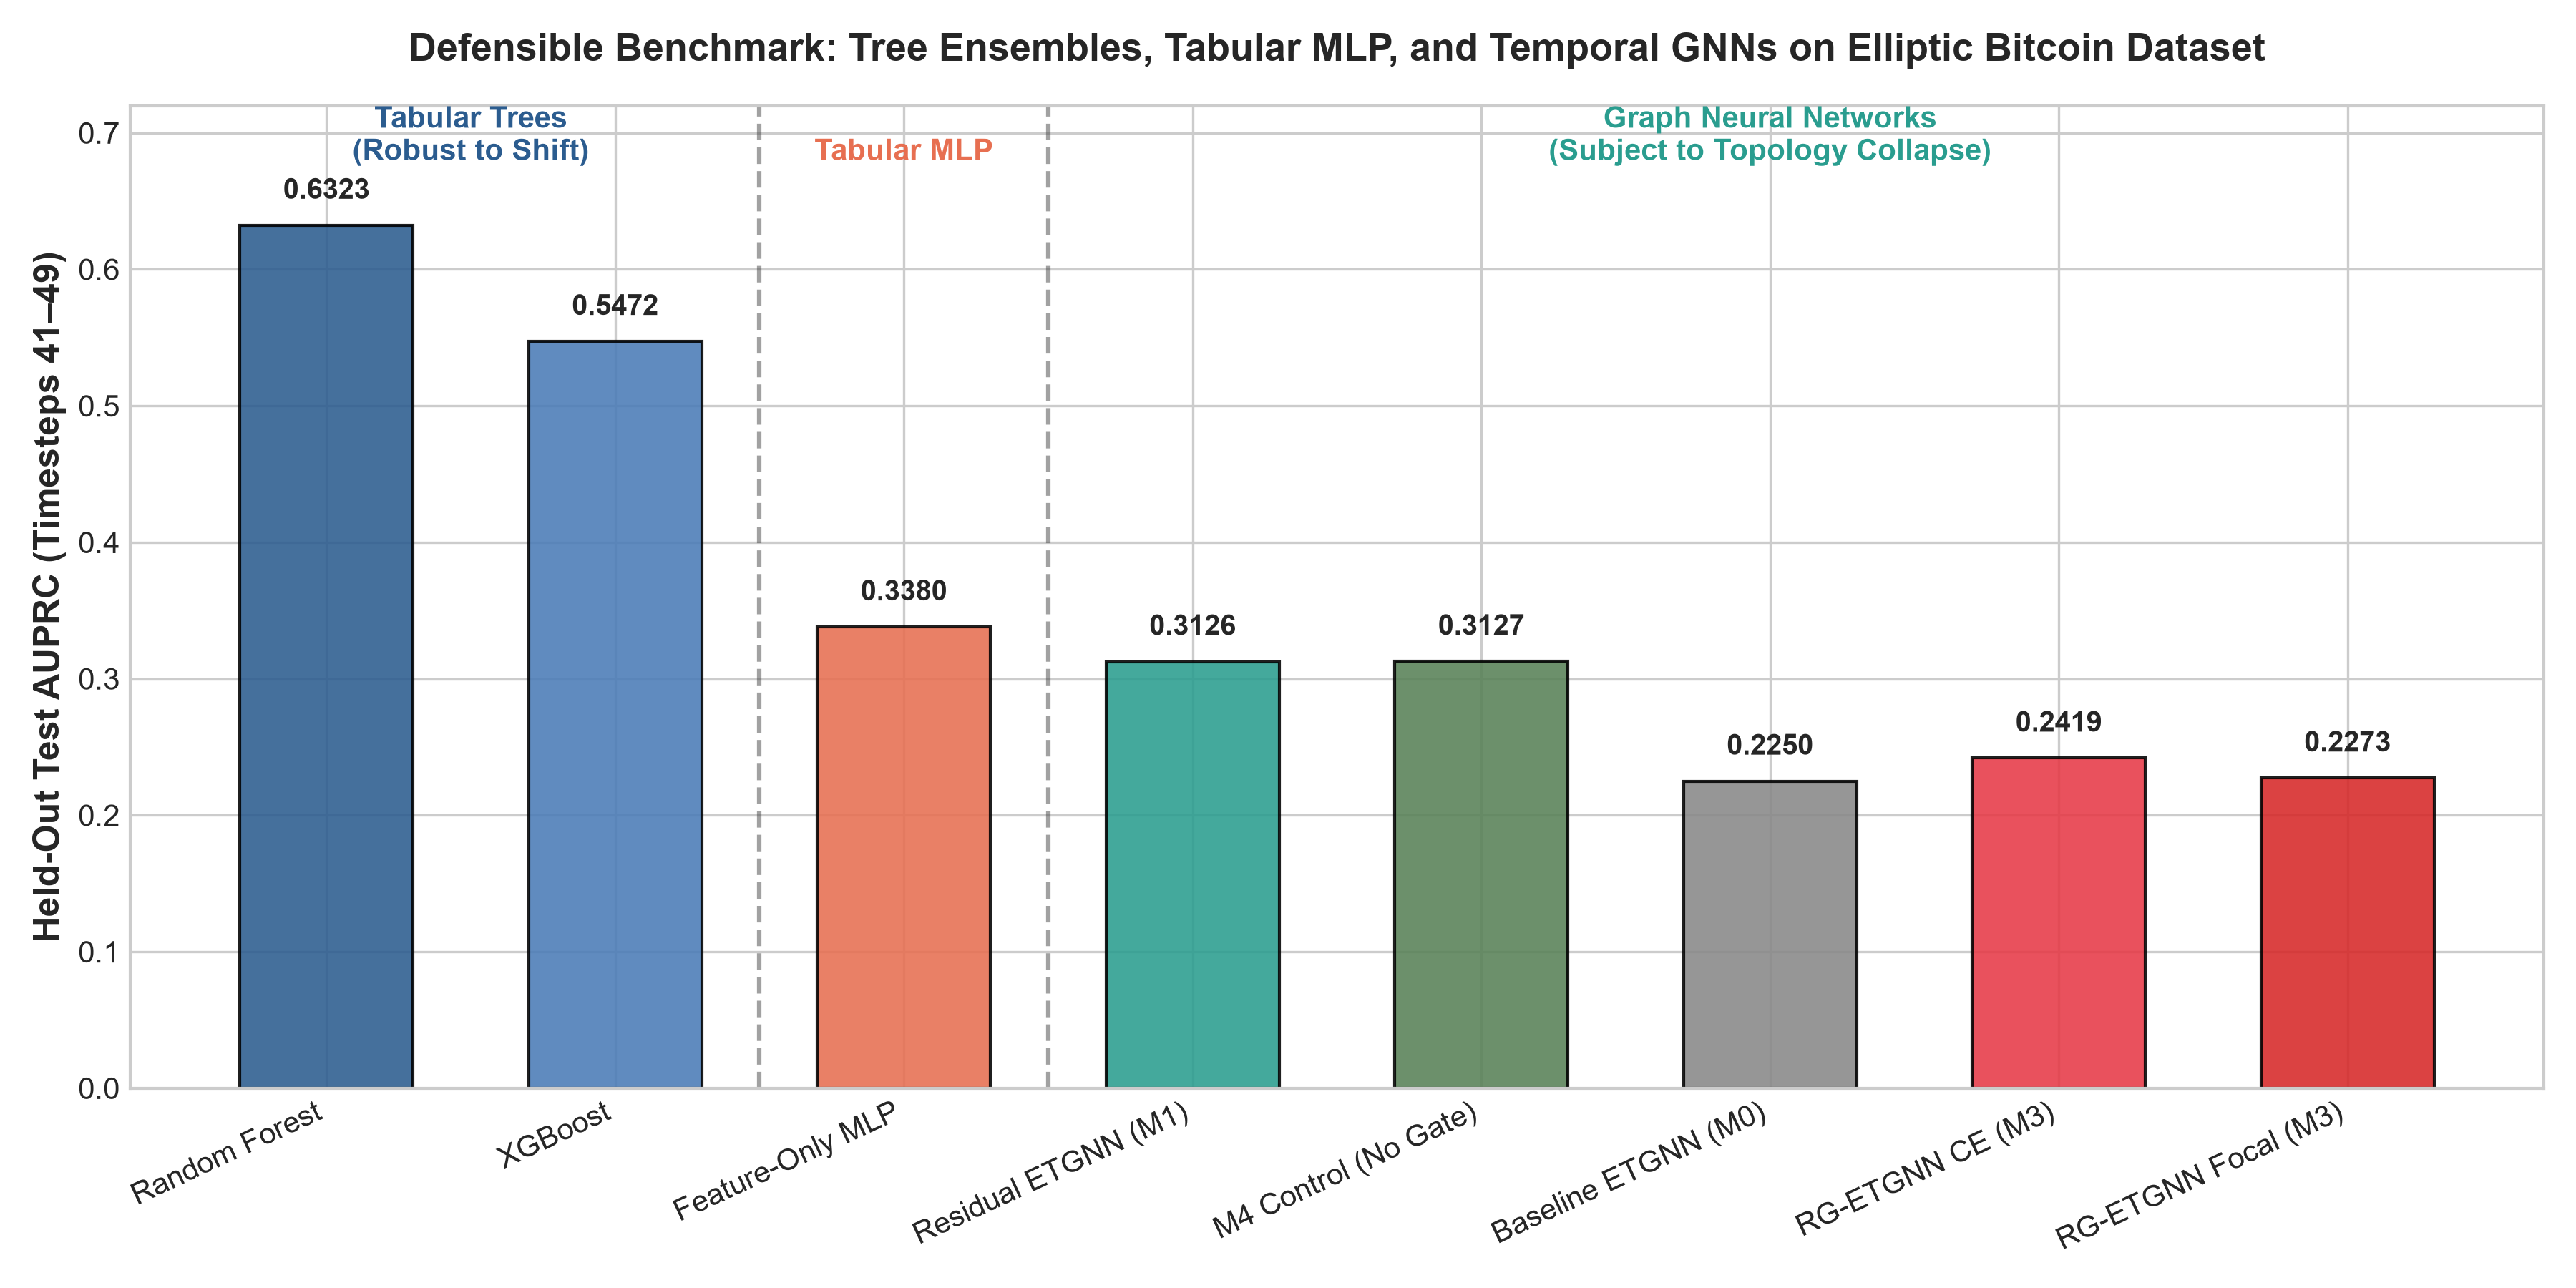 Defensible Benchmark: Tree Ensembles, Tabular MLP, and Temporal GNNs on Elliptic Bitcoin Dataset
Tabular Trees
(Robust to Shift)
Tabular MLP
Graph Neural Networks
(Subject to Topology Collapse)
Held-Out Test AUPRC (Timesteps 41–49)
0.7
0.6
0.5
0.4
0.3
0.2
0.1
0.0
0.6323
0.5472
0.3380
0.3126
0.3127
0.2250
0.2419
0.2273
Random Forest
XGBoost
Feature-Only MLP
Residual ETGNN (M1)
M4 Control (No Gate)
Baseline ETGNN (M0)
RG-ETGNN CE (M3)
RG-ETGNN Focal (M3)